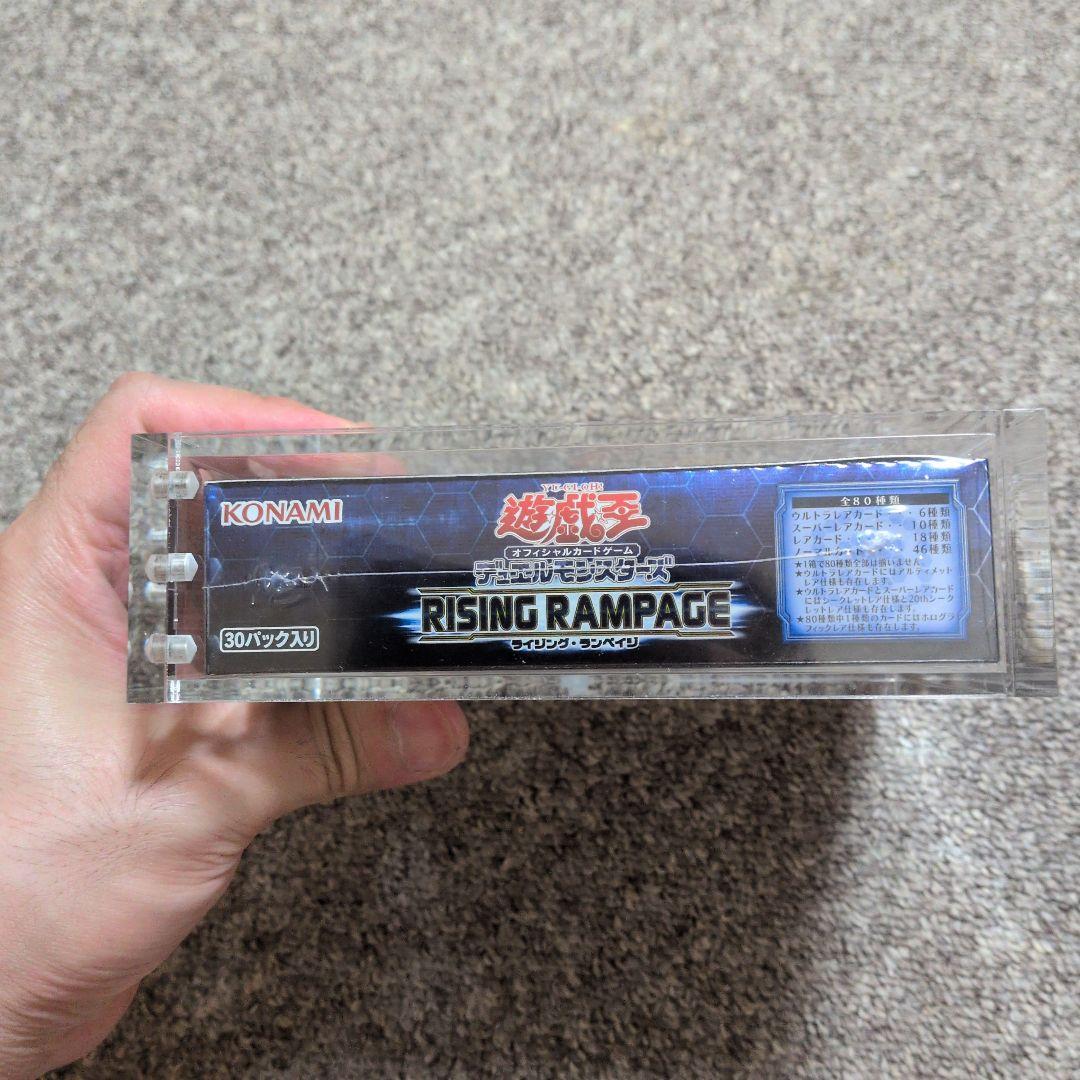 KONAMI
YU-GI-OH!
遊戯王
オフィシャルカードゲーム
デュエルモンスターズ
RISING RAMPAGE
ライジング・ランペイジ
30パック入り
全80種類
ウルトラレアカード・・6種類
スーパーレアカード・・10種類
レアカード・・・・18種類
ノーマルカード・・・・46種類
★1箱で80種類全部は揃いません。
★ウルトラレアカードにはアルティメット
レア仕様も存在します。
★ウルトラレアカードとスーパーレアカード
にはシークレットレア仕様と20thシーク
レットレア仕様も存在します。
★80種類中1種類のカードにはホログラ
フィックレア仕様も存在します。